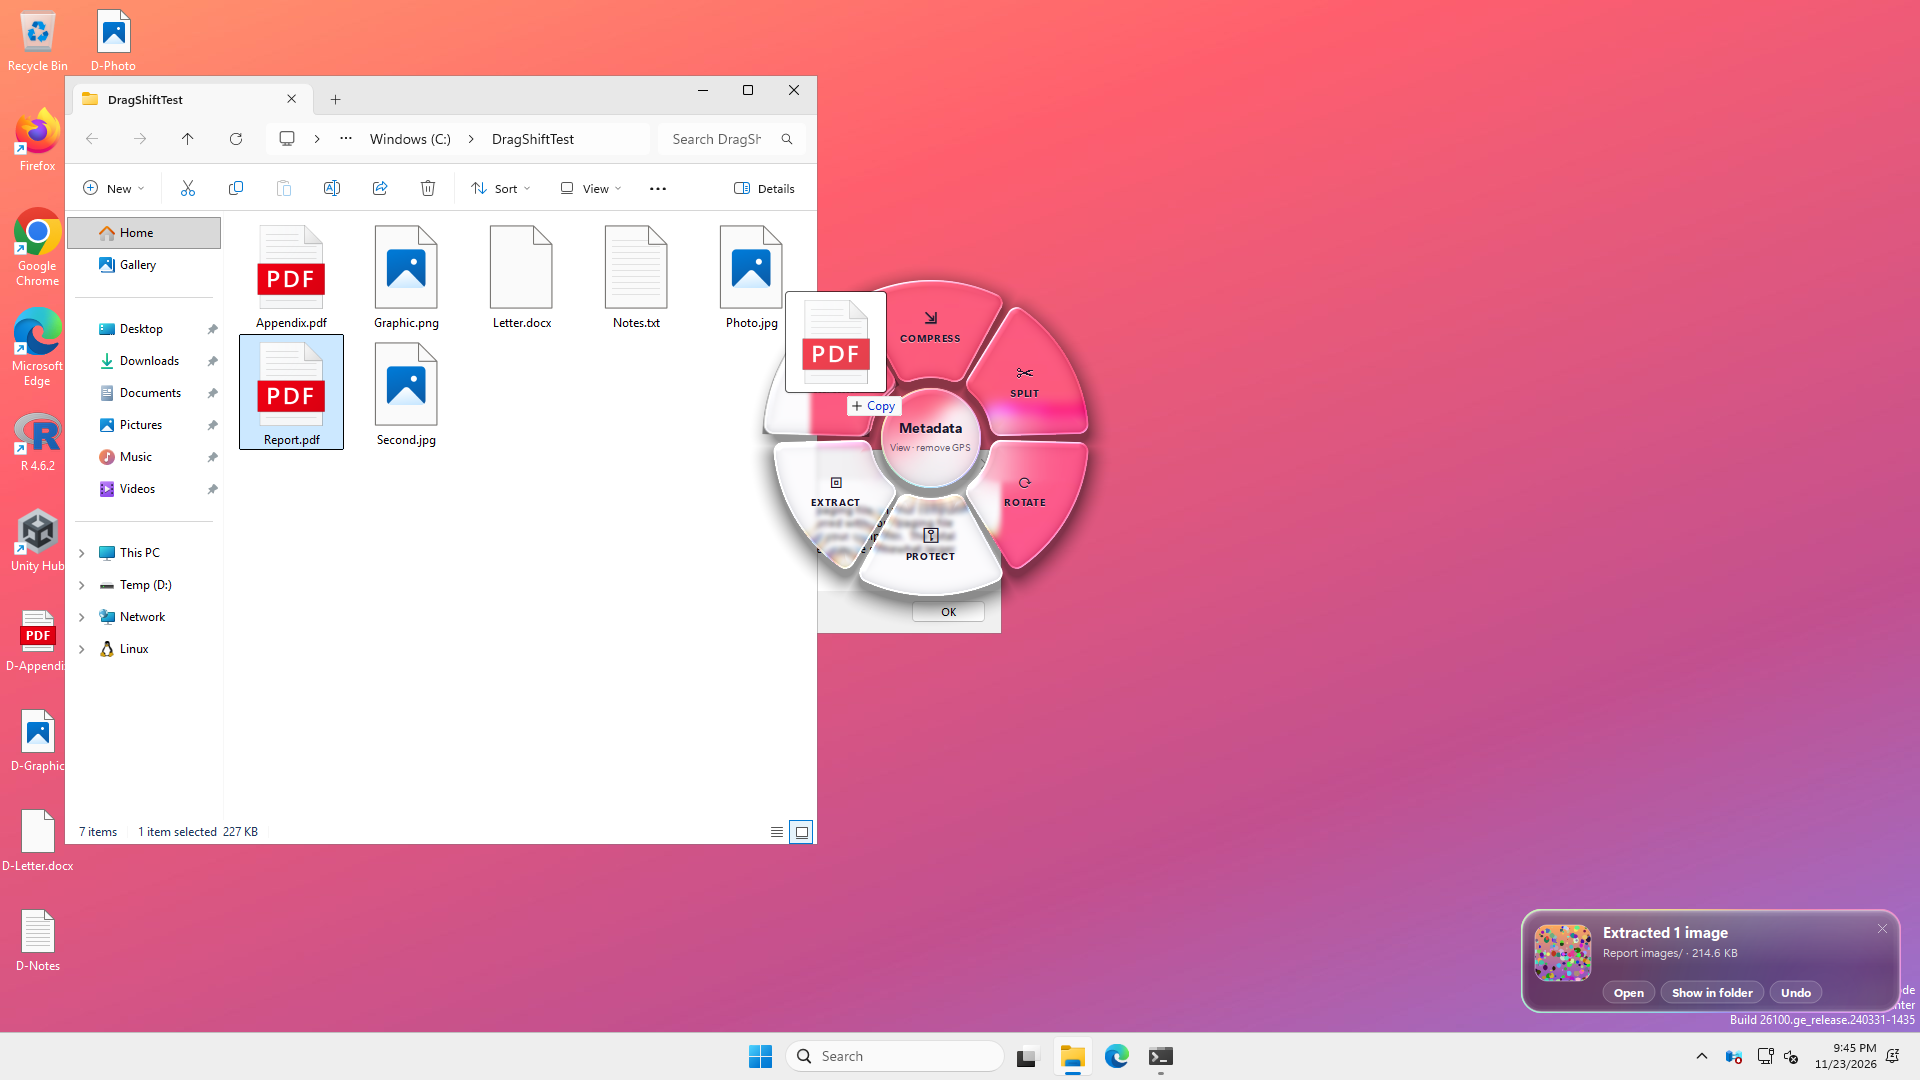 Recycle Bin
D-Photo
Firefox
Google
Chrome
Microsoft
Edge
R 4.6.2
Unity Hub
PDF
D-Appendi
D-Graphic
D-Letter.docx
D-Notes
DragShiftTest
Windows (C:)
DragShiftTest
Search DragSh
New
Sort
View
Details
Home
Gallery
Desktop
Downloads
Documents
Pictures
Music
Videos
This PC
Temp (D:)
Network
Linux
PDF
Appendix.pdf
Graphic.png
Letter.docx
Notes.txt
Photo.jpg
PDF
Report.pdf
Second.jpg
7 items
1 item selected 227 KB
PDF
+ Copy
COMPRESS
SPLIT
Metadata
View · remove GPS
EXTRACT
ROTATE
PROTECT
OK
Extracted 1 image
Report images/ · 214.6 KB
Open
Show in folder
Undo
Build 26100.ge_release.240331-1435
Search
9:45 PM
11/23/2026